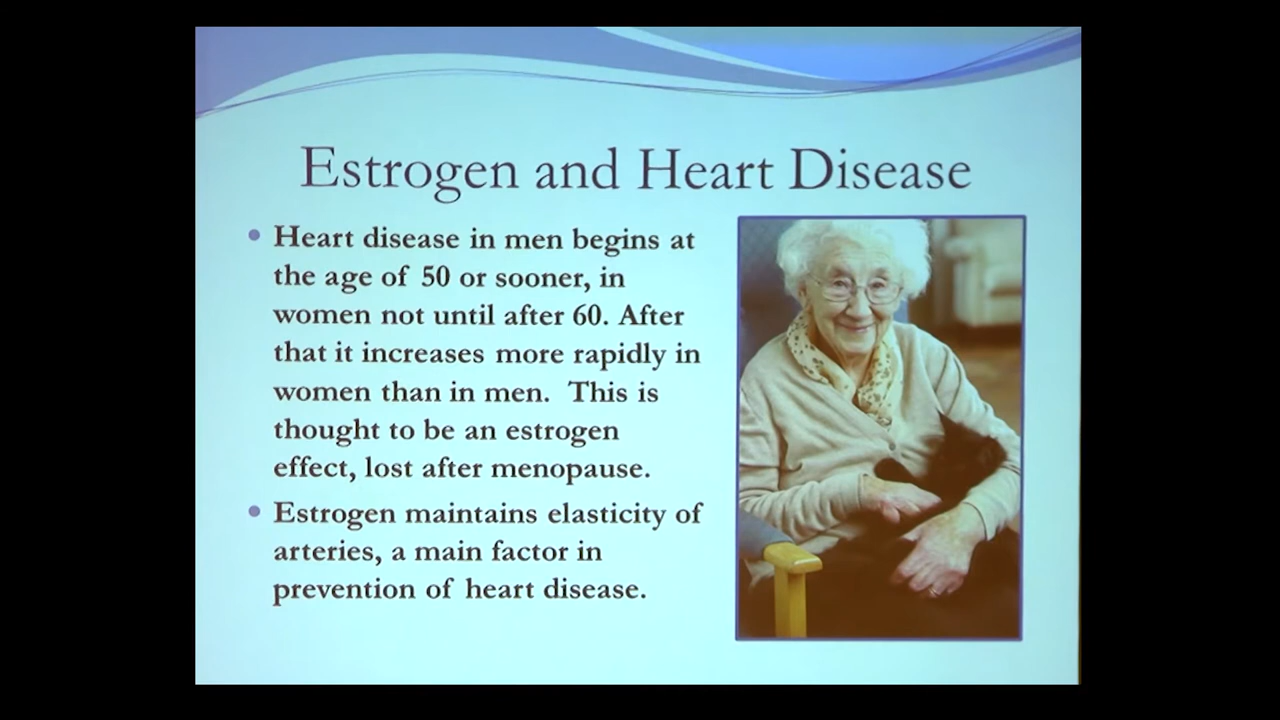 Estrogen and Heart Disease
• Heart disease in men begins at
the age of 50 or sooner, in
women not until after 60. After
that it increases more rapidly in
women than in men. This is
thought to be an estrogen
effect, lost after menopause.
• Estrogen maintains elasticity of
arteries, a main factor in
prevention of heart disease.